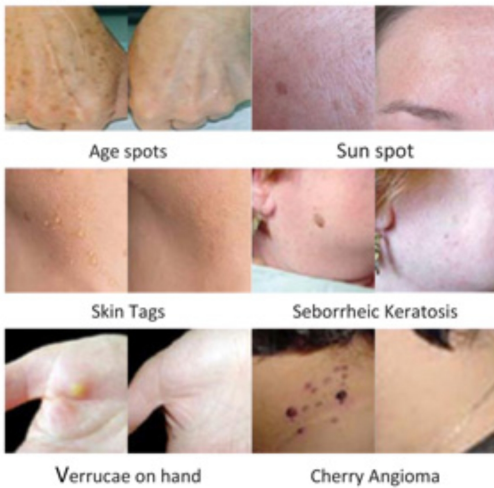 Age spots
Sun spot
Skin Tags
Seborrheic Keratosis
Verrucae on hand
Cherry Angioma